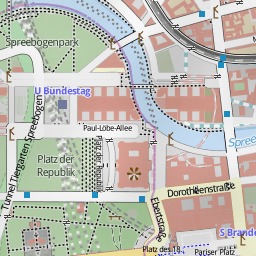 Spreebogenpark
U Bundestag
Tunnel Tiergarten Spreebogen
Paul-Löbe-Allee
Spree
Platz der
Republik
Dorotheenstraße
Ebertstraße
S Brande
Platz des 18.
Pariser Platz